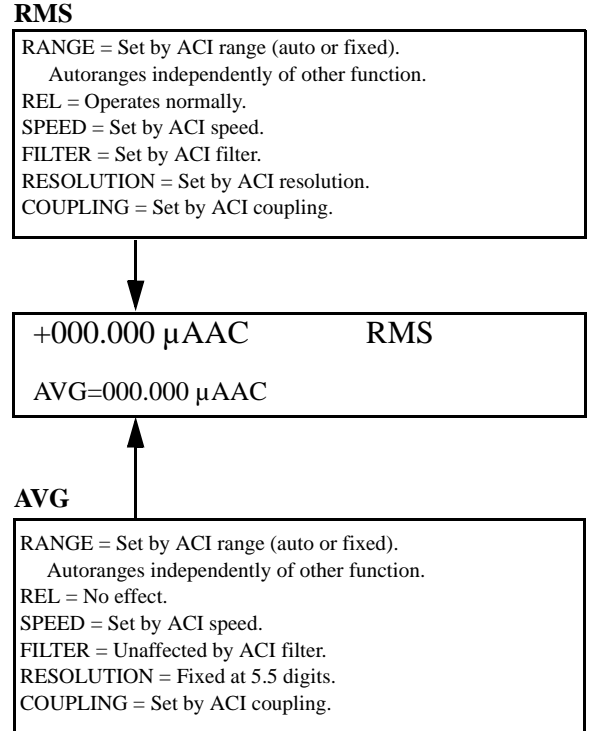 RMS
RANGE = Set by ACI range (auto or fixed).
Autoranges independently of other function.
REL = Operates normally.
SPEED = Set by ACI speed.
FILTER = Set by ACI filter.
RESOLUTION = Set by ACI resolution.
COUPLING = Set by ACI coupling.
+000.000 µAAC RMS
AVG=000.000 µAAC
AVG
RANGE = Set by ACI range (auto or fixed).
Autoranges independently of other function.
REL = No effect.
SPEED = Set by ACI speed.
FILTER = Unaffected by ACI filter.
RESOLUTION = Fixed at 5.5 digits.
COUPLING = Set by ACI coupling.